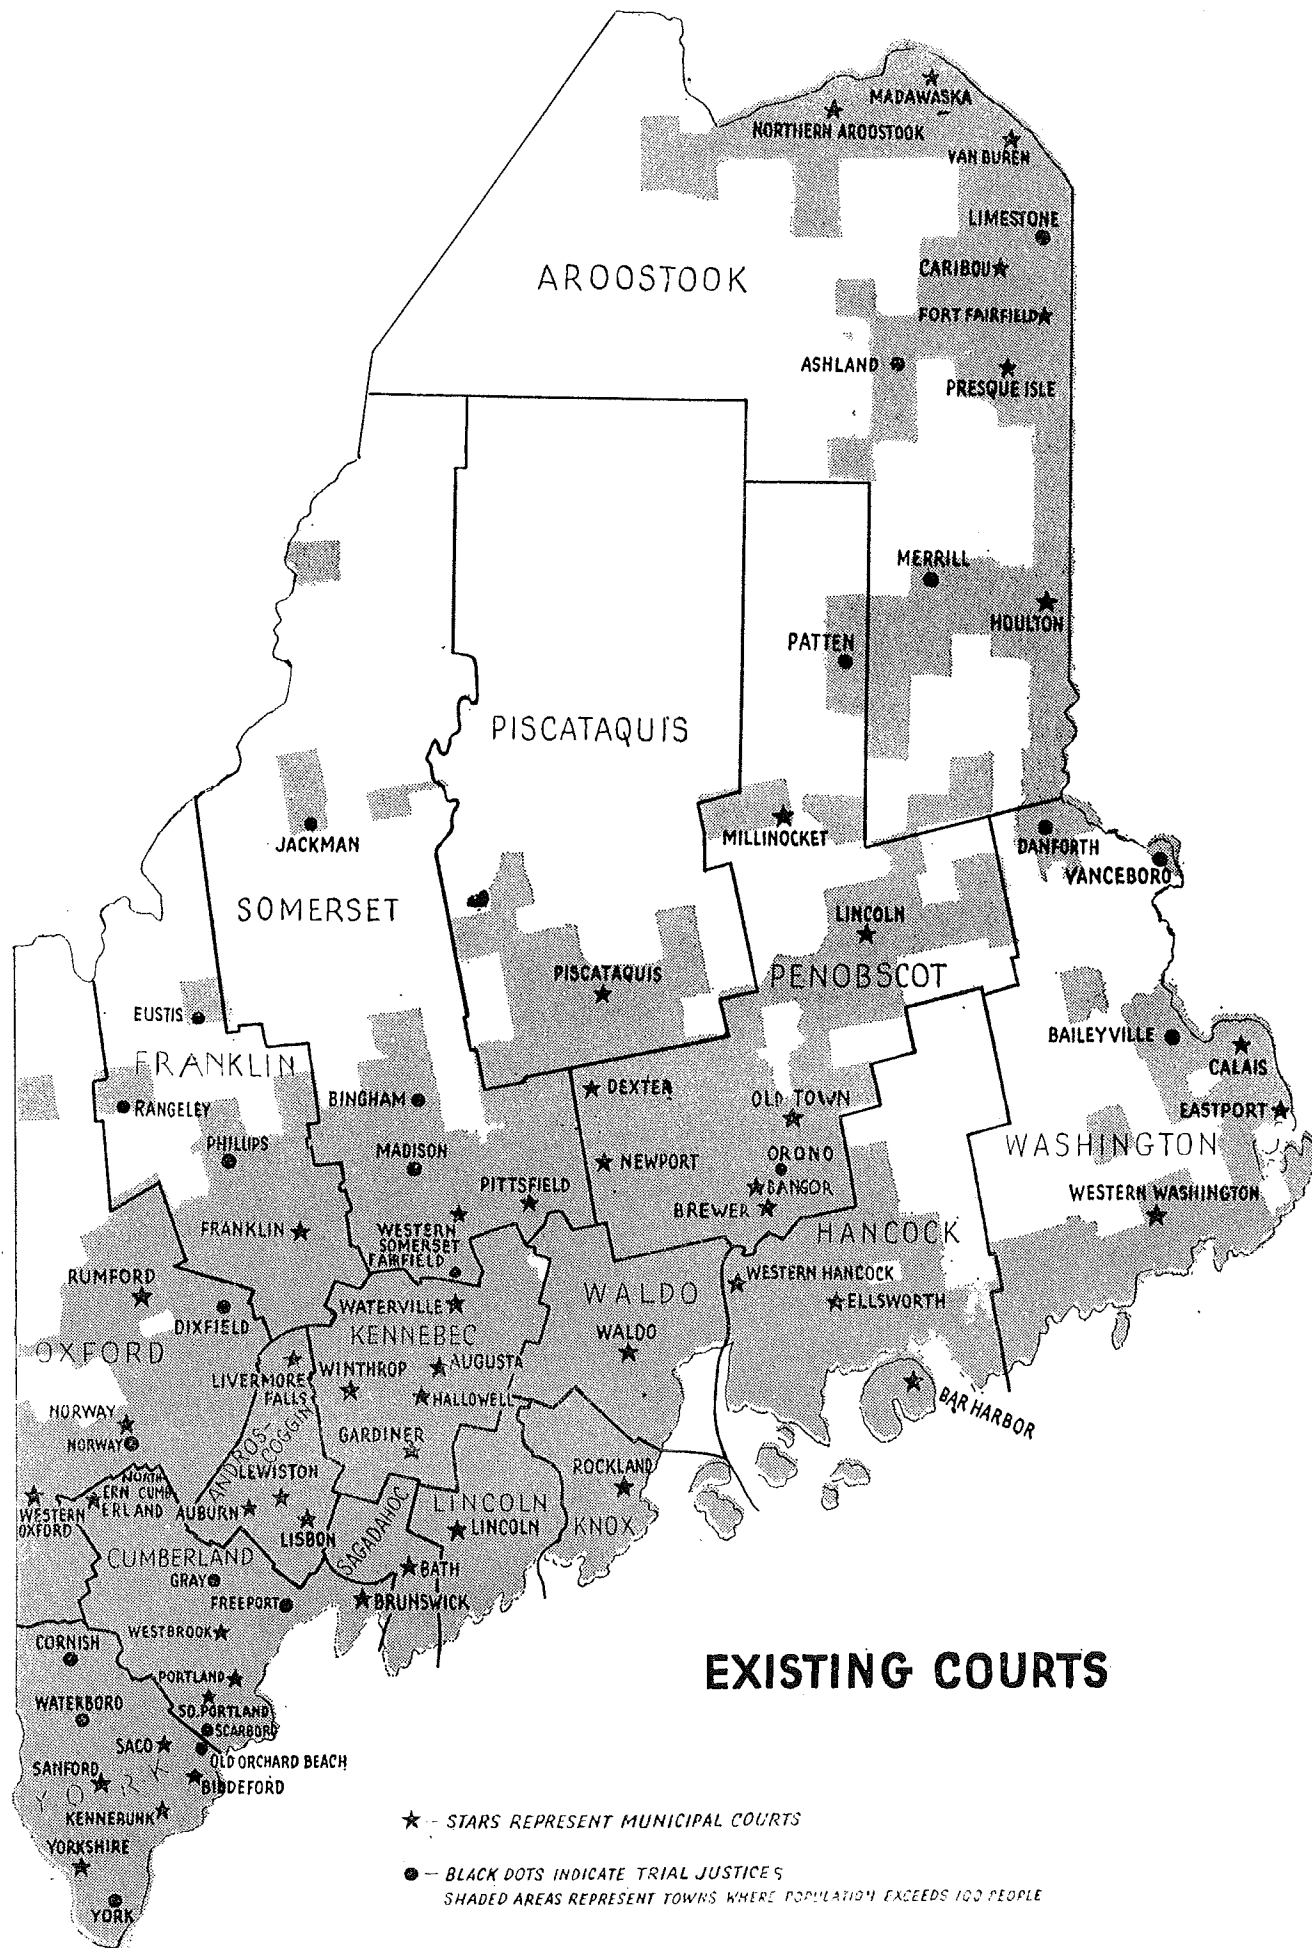 MADAWASKA
NORTHERN AROOSTOOK
VAN BUREN
LIMESTONE
CARIBOU
AROOSTOOK
FORT FAIRFIELD
ASHLAND
PRESQUE ISLE
MERRILL
HOULTON
PATTEN
PISCATAQUIS
MILLINOCKET
JACKMAN
DANFORTH
VANCEBORO
SOMERSET
LINCOLN
PISCATAQUIS
PENOBSCOT
EUSTIS
BAILEYVILLE
FRANKLIN
CALAIS
DEXTER
BINGHAM
OLD TOWN
RANGELEY
EASTPORT
PHILLIPS
MADISON
ORONO
WASHINGTON
NEWPORT
PITTSFIELD
BANGOR
WESTERN WASHINGTON
BREWER
FRANKLIN
WESTERN
SOMERSET
HANCOCK
FAIRFIELD
RUMFORD
WESTERN HANCOCK
WATERVILLE
WALDO
ELLSWORTH
DIXFIELD
KENNEBEC
WALDO
OXFORD
WINTHROP
AUGUSTA
LIVERMORE
FALLS
HALLOWELL
BAR HARBOR
NORWAY
NORWAY
GARDINER
ANDROS-
COGGIN
LEWISTON
ROCKLAND
NORTH
ERN CUMB
ERLAND
WESTERN
OXFORD
AUBURN
LINCOLN
LINCOLN
KNOX
LISBON
SAGADAHOC
CUMBERLAND
GRAY
BATH
FREEPORT
BRUNSWICK
WESTBROOK
CORNISH
EXISTING COURTS
PORTLAND
WATERBORO
SO. PORTLAND
SCARBORO
SACO
OLD ORCHARD BEACH
SANFORD
YORK
BIDDEFORD
KENNEBUNK
YORKSHIRE
YORK
★ - STARS REPRESENT MUNICIPAL COURTS
● - BLACK DOTS INDICATE TRIAL JUSTICES
SHADED AREAS REPRESENT TOWNS WHERE POPULATION EXCEEDS 100 PEOPLE